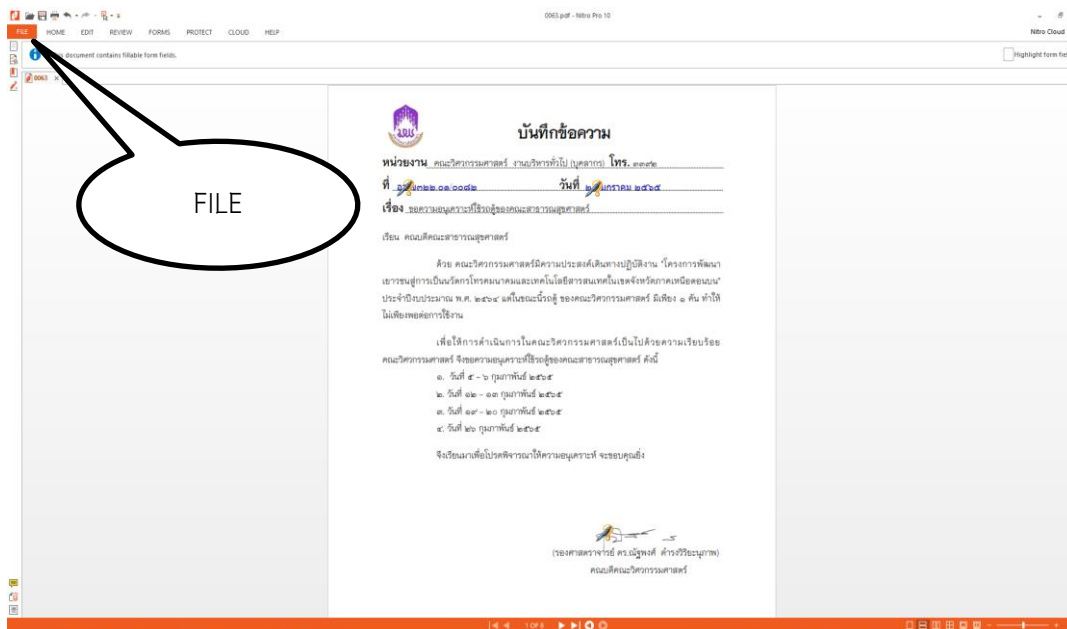 0063.pdf - Nitro Pro 10
FILE HOME EDIT REVIEW FORMS PROTECT CLOUD HELP
Nitro Cloud
document contains fillable form fields.
Highlight form fie
0063 ×
FILE
บันทึกข้อความ
หน่วยงาน คณะวิศวกรรมศาสตร์ งานบริหารทั่วไป (บุคลากร) โทร. ๓๓๙๒
ที่ ๓๒๒.๐๑/๐๐๘๒ วันที่ มกราคม ๒๕๖๕
เรื่อง ขอความอนุเคราะห์ใช้รถตู้ของคณะสาธารณสุขศาสตร์
เรียน คณบดีคณะสาธารณสุขศาสตร์
ด้วย คณะวิศวกรรมศาสตร์มีความประสงค์เดินทางปฏิบัติงาน "โครงการพัฒนา
เยาวชนสู่การเป็นนวัตกรโทรคมนาคมและเทคโนโลยีสารสนเทศในเขตจังหวัดภาคเหนือตอนบน"
ประจำปีงบประมาณ พ.ศ. ๒๕๖๔ แต่ในขณะนี้รถตู้ ของคณะวิศวกรรมศาสตร์ มีเพียง ๑ คัน ทำให้
ไม่เพียงพอต่อการใช้งาน
เพื่อให้การดำเนินการในคณะวิศวกรรมศาสตร์เป็นไปด้วยความเรียบร้อย
คณะวิศวกรรมศาสตร์ จึงขอความอนุเคราะห์ใช้รถตู้ของคณะสาธารณสุขศาสตร์ ดังนี้
๑. วันที่ ๕ – ๖ กุมภาพันธ์ ๒๕๖๕
๒. วันที่ ๑๒ – ๑๓ กุมภาพันธ์ ๒๕๖๕
๓. วันที่ ๑๙ – ๒๐ กุมภาพันธ์ ๒๕๖๕
๔. วันที่ ๒๖ กุมภาพันธ์ ๒๕๖๕
จึงเรียนมาเพื่อโปรดพิจารณาให้ความอนุเคราะห์ จะขอบคุณยิ่ง
(รองศาสตราจารย์ ดร.ณัฐพงศ์ ดำรงวิริยะนุภาพ)
คณบดีคณะวิศวกรรมศาสตร์
1 OF 8